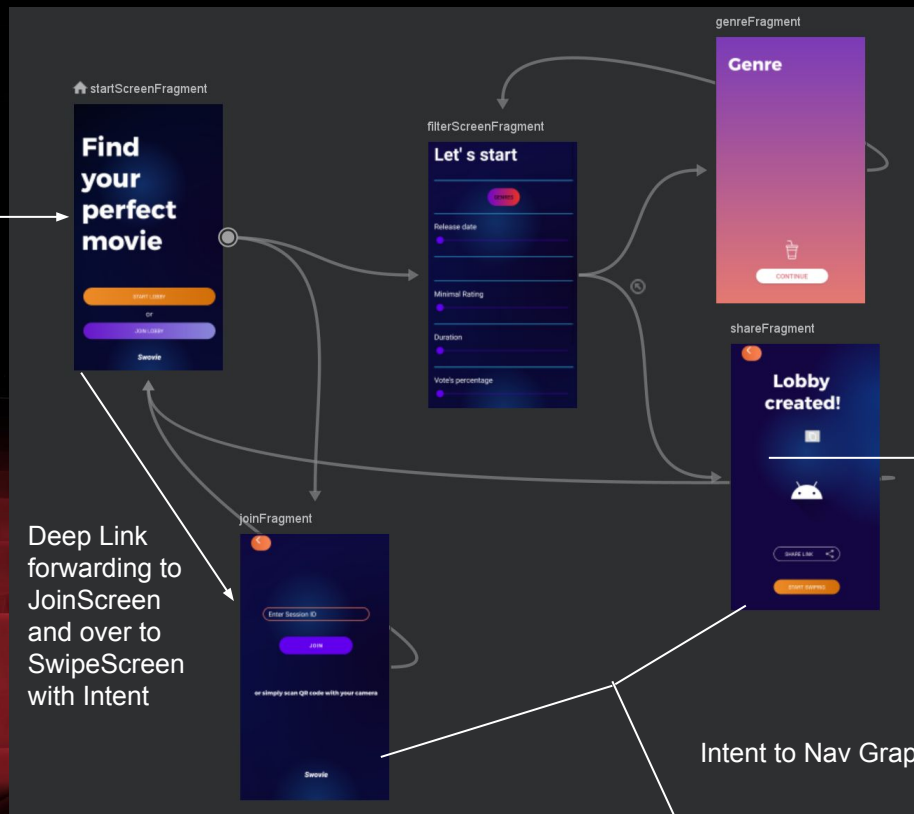 genreFragment
Genre
CONTINUE
startScreenFragment
Find
your
perfect
movie
START LOBBY
or
JOIN LOBBY
Swovie
filterScreenFragment
Let' s start
GENRES
Release date
Minimal Rating
Duration
Vote's percentage
shareFragment
Lobby
created!
SHARE LINK
START SWIPING
joinFragment
Enter Session ID
JOIN
or simply scan QR code with your camera
Swovie
Deep Link
forwarding to
JoinScreen
and over to
SwipeScreen
with Intent
Intent to Nav Grap